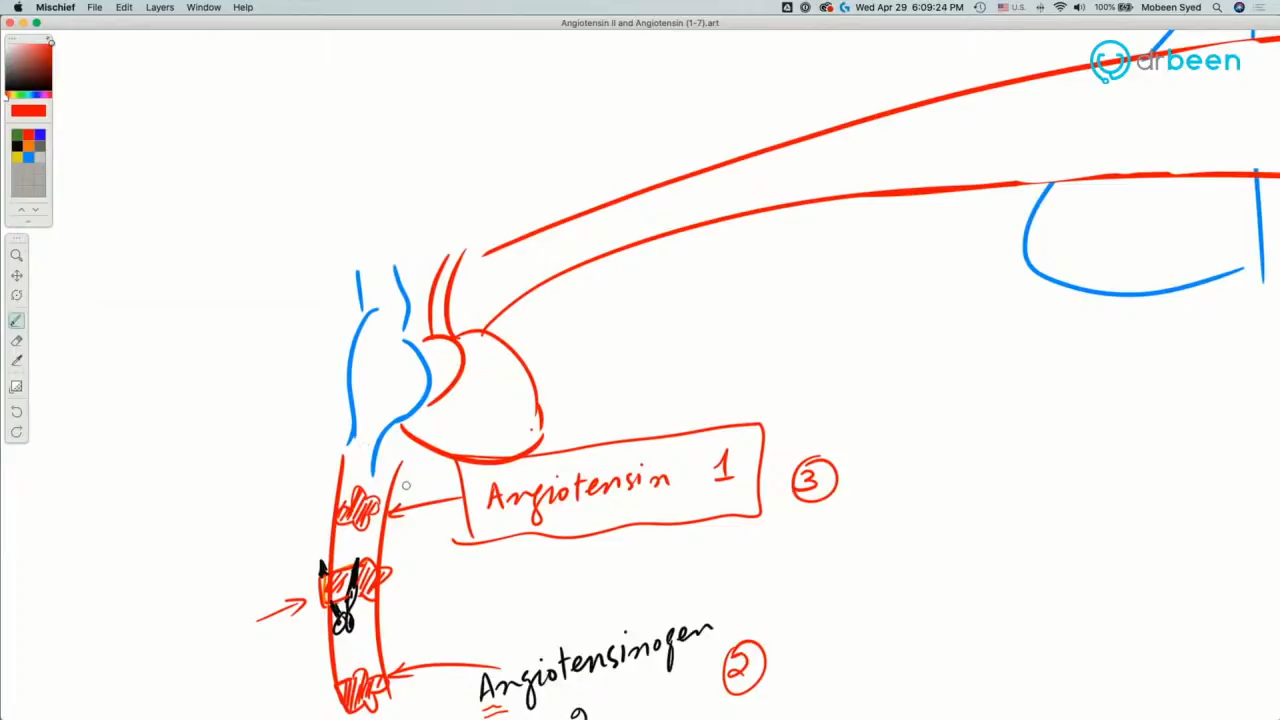 Mischief File Edit Layers Window Help U.S. Wed Apr 29 6:09:24 PM 100% Mobeen Syed
Angiotensin II and Angiotensin (1-7).art
drbeen
Angiotensin 1 3
Angiotensinogen 2